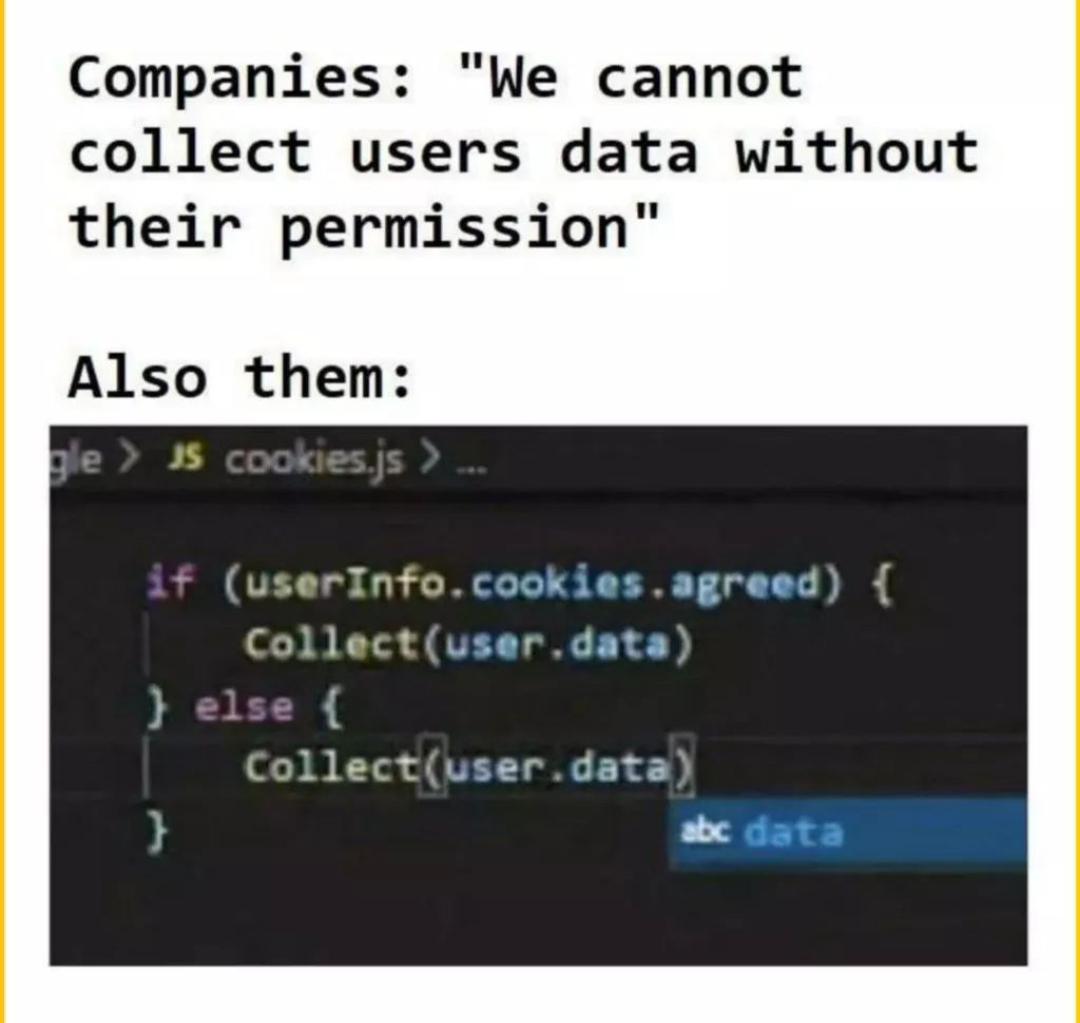 Companies: "We cannot
collect users data without
their permission"
Also them:
gle > JS cookies.js > ...
if (userInfo.cookies.agreed) {
Collect(user.data)
} else {
Collect(user.data)
}
abc data